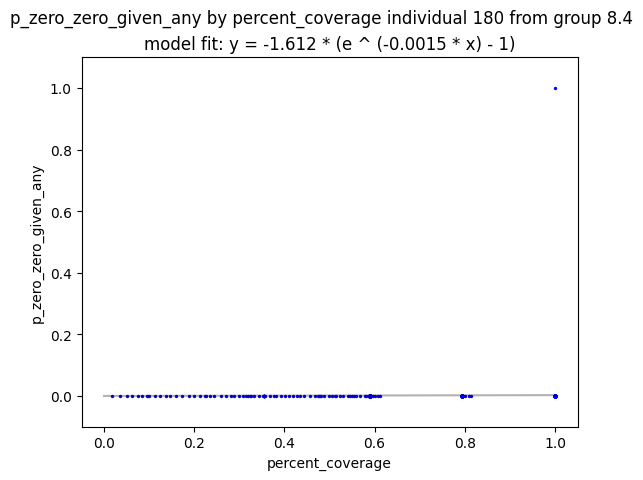 p_zero_zero_given_any by percent_coverage individual 180 from group 8.4
model fit: y = -1.612 * (e ^ (-0.0015 * x) - 1)
1.0
0.8
0.6
0.4
0.2
0.0
p_zero_zero_given_any
0.0 0.2 0.4 0.6 0.8 1.0
percent_coverage